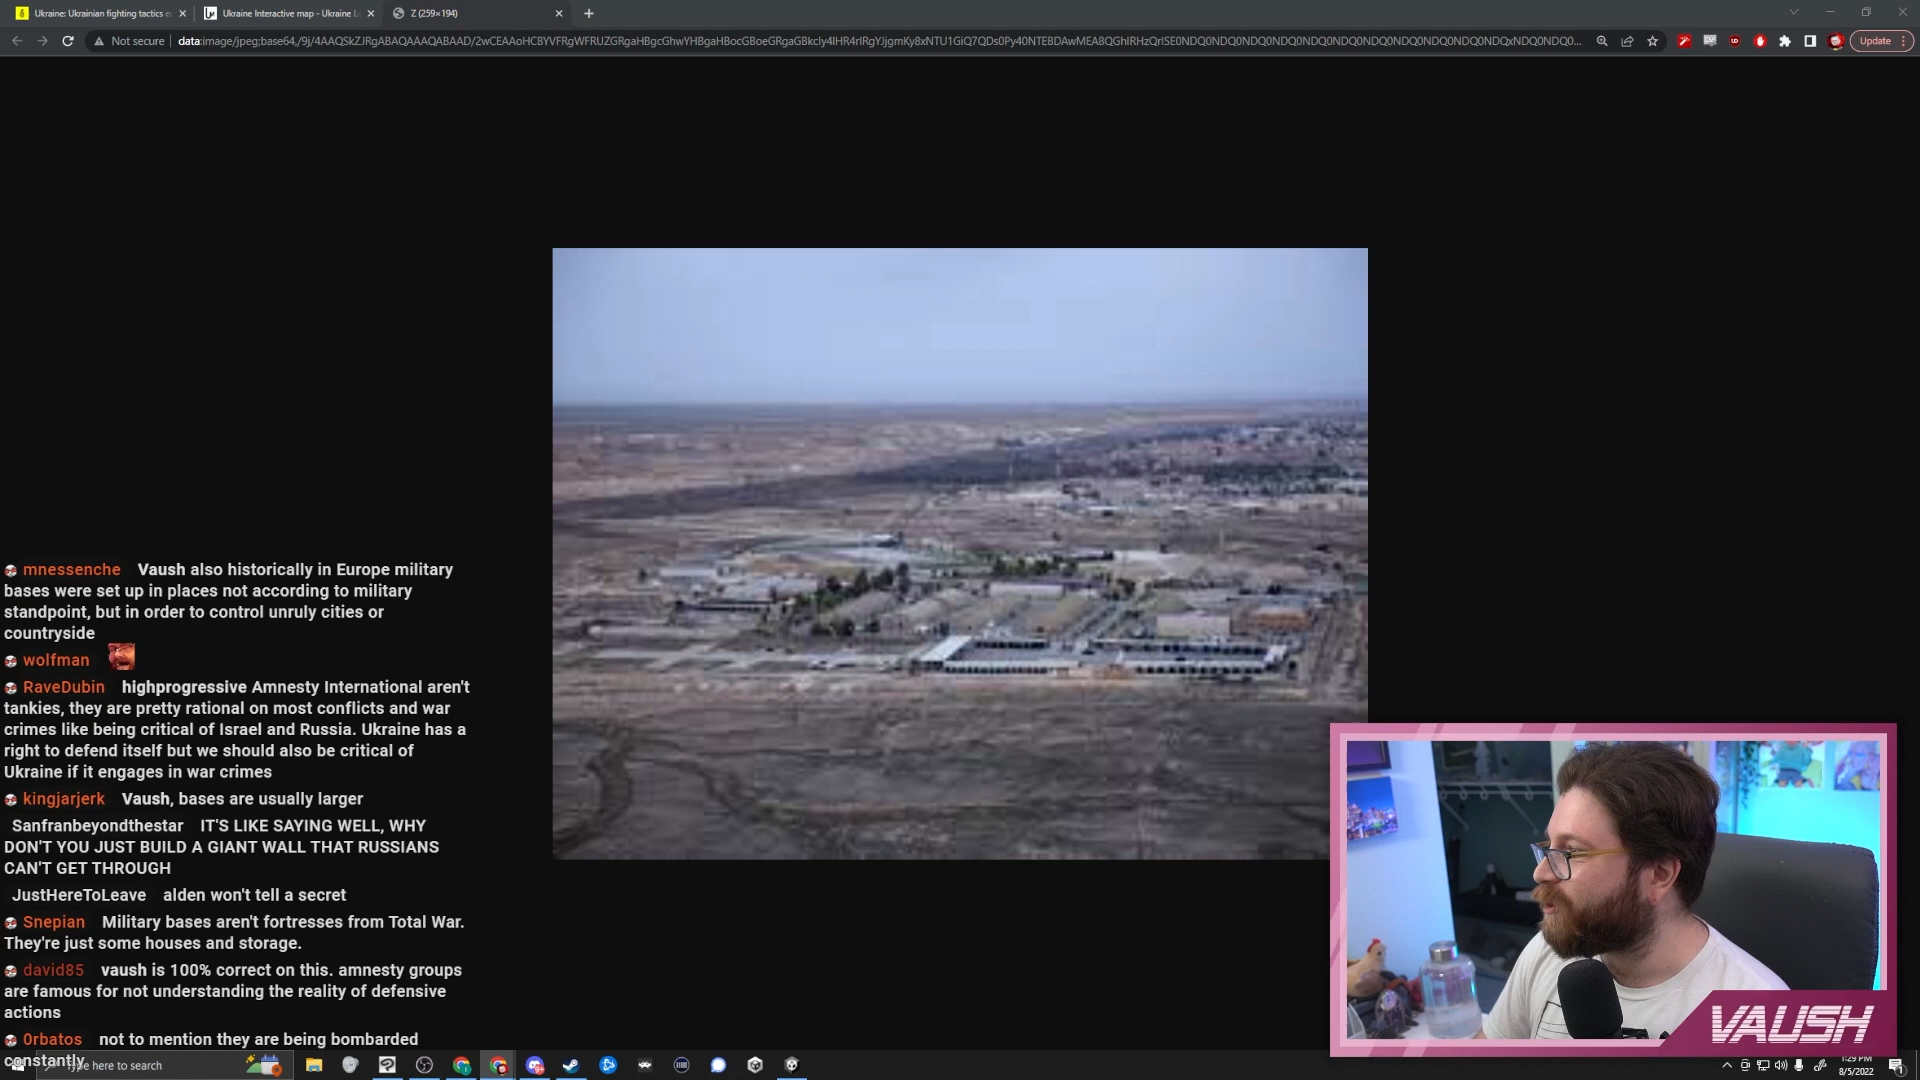 Ukraine: Ukrainian fighting tactics e
Ukraine Interactive map - Ukraine L
Z (259×194)
Not secure
Update
mnessenche Vaush also historically in Europe military
bases were set up in places not according to military
standpoint, but in order to control unruly cities or
countryside
wolfman
RaveDubin highprogressive Amnesty International aren't
tankies, they are pretty rational on most conflicts and war
crimes like being critical of Israel and Russia. Ukraine has a
right to defend itself but we should also be critical of
Ukraine if it engages in war crimes
kingjarjerk Vaush, bases are usually larger
Sanfranbeyondthestar IT'S LIKE SAYING WELL, WHY
DON'T YOU JUST BUILD A GIANT WALL THAT RUSSIANS
CAN'T GET THROUGH
JustHereToLeave alden won't tell a secret
Snepian Military bases aren't fortresses from Total War.
They're just some houses and storage.
david85 vaush is 100% correct on this. amnesty groups
are famous for not understanding the reality of defensive
actions
0rbatos not to mention they are being bombarded
constantly
Type here to search
VAUSH
1:29 PM
8/5/2022